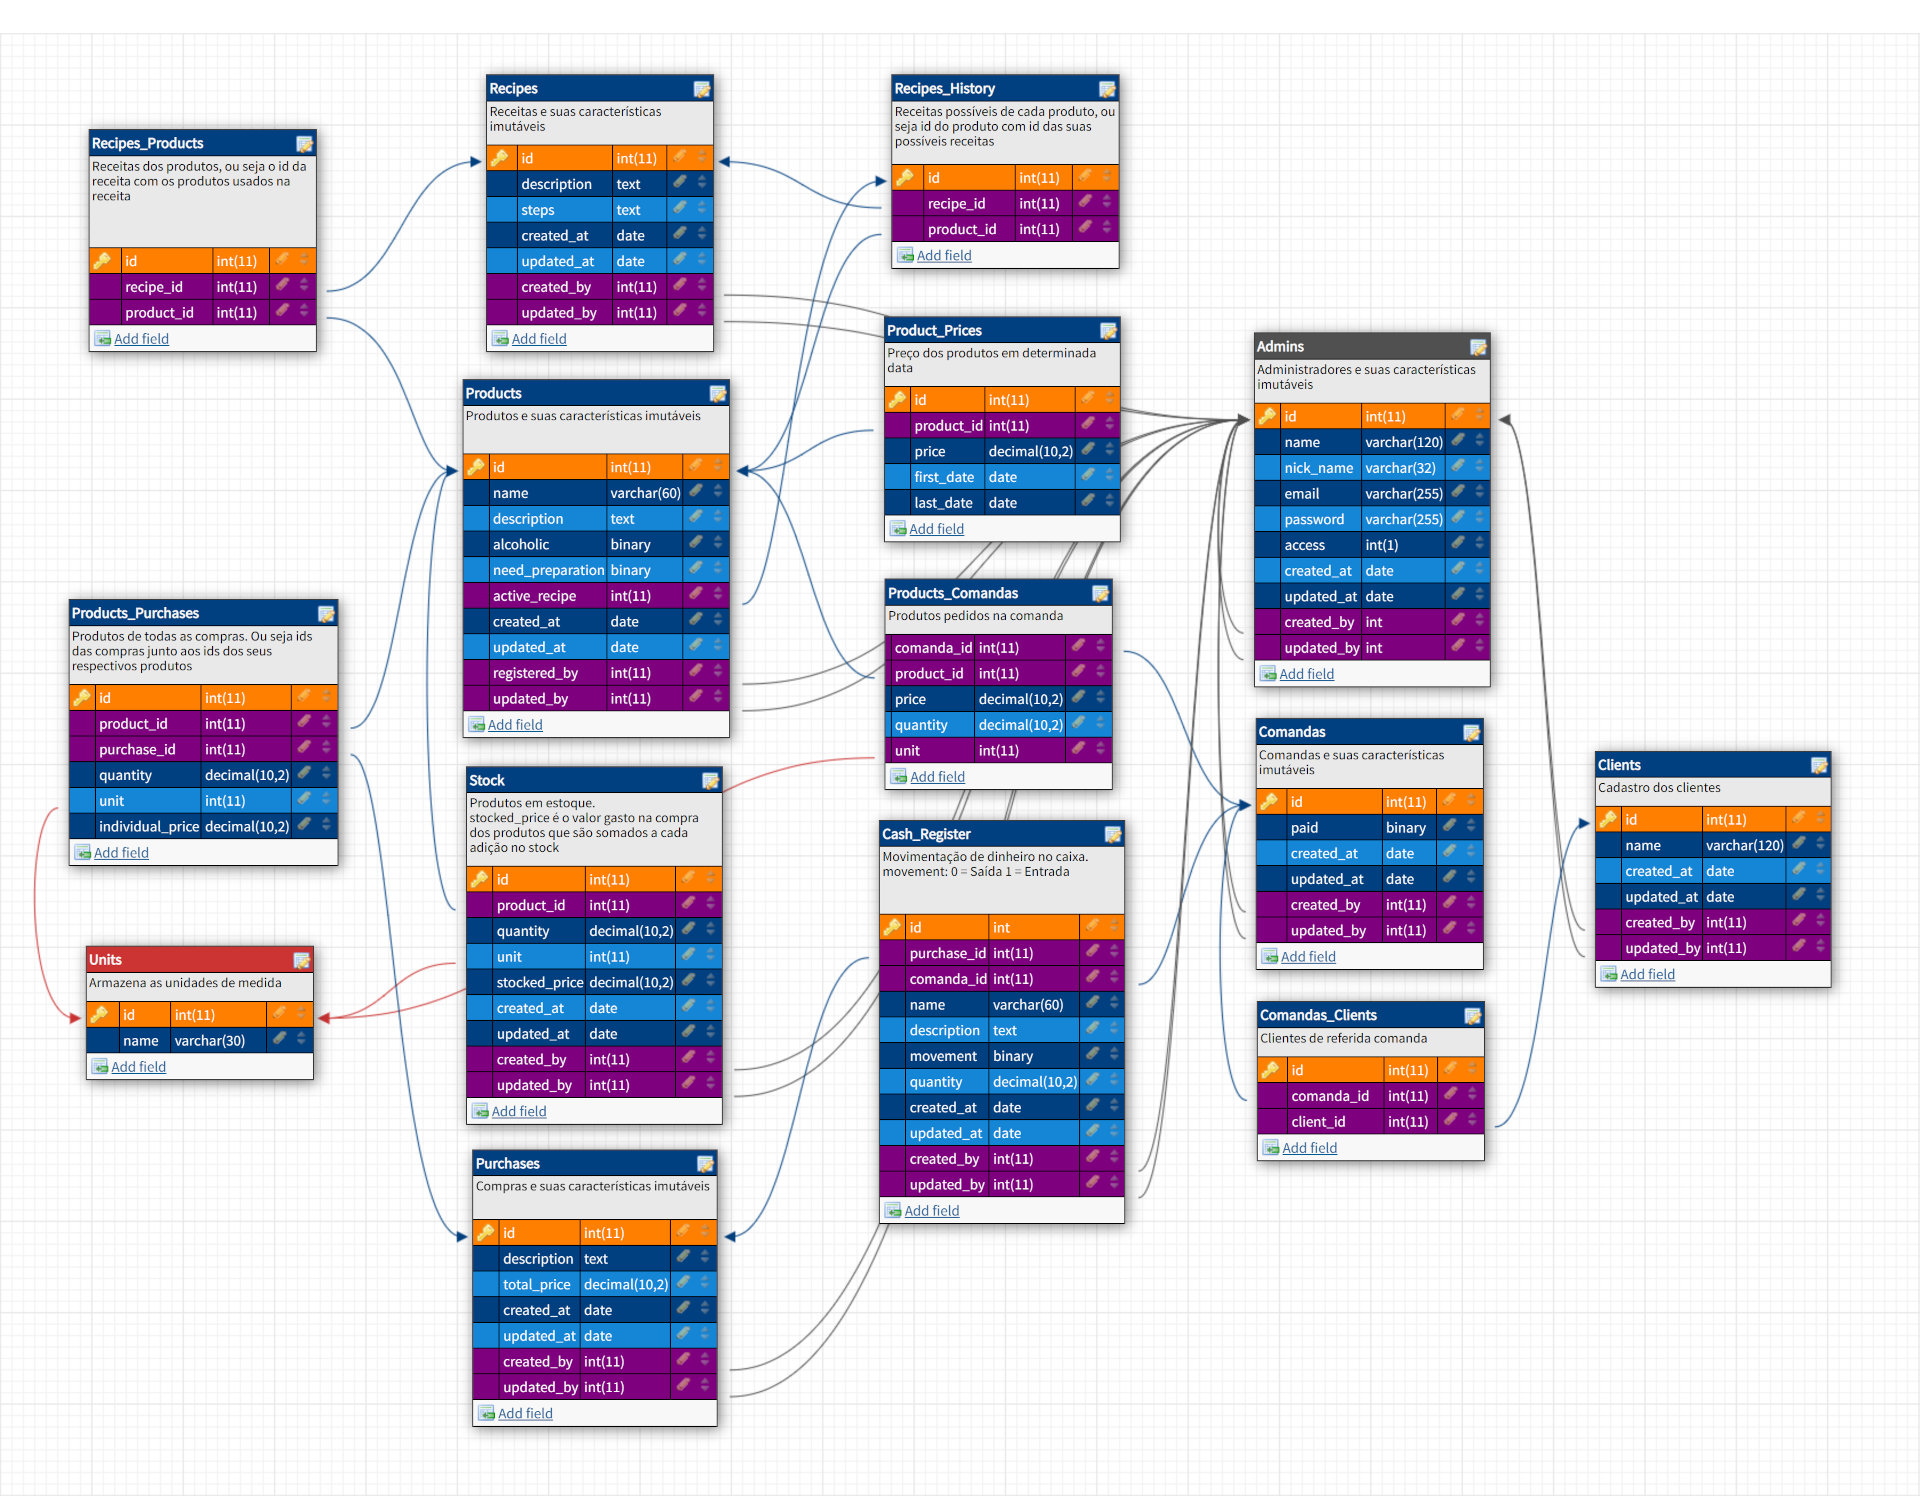 Recipes_Products
Receitas dos produtos, ou seja o id da
receita com os produtos usados na
receita
id int(11)
recipe_id int(11)
product_id int(11)
Add field
Recipes
Receitas e suas características
imutáveis
id int(11)
description text
steps text
created_at date
updated_at date
created_by int(11)
updated_by int(11)
Add field
Recipes_History
Receitas possíveis de cada produto, ou
seja id do produto com id das suas
possíveis receitas
id int(11)
recipe_id int(11)
product_id int(11)
Add field
Products
Produtos e suas características imutáveis
id int(11)
name varchar(60)
description text
alcoholic binary
need_preparation binary
active_recipe int(11)
created_at date
updated_at date
registered_by int(11)
updated_by int(11)
Add field
Product_Prices
Preço dos produtos em determinada
data
id int(11)
product_id int(11)
price decimal(10,2)
first_date date
last_date date
Add field
Admins
Administradores e suas características
imutáveis
id int(11)
name varchar(120)
nick_name varchar(32)
email varchar(255)
password varchar(255)
access int(1)
created_at date
updated_at date
created_by int
updated_by int
Add field
Products_Purchases
Produtos de todas as compras. Ou seja ids
das compras junto aos ids dos seus
respectivos produtos
id int(11)
product_id int(11)
purchase_id int(11)
quantity decimal(10,2)
unit int(11)
individual_price decimal(10,2)
Add field
Products_Comandas
Produtos pedidos na comanda
comanda_id int(11)
product_id int(11)
price decimal(10,2)
quantity decimal(10,2)
unit int(11)
Add field
Stock
Produtos em estoque.
stocked_price é o valor gasto na compra
dos produtos que são somados a cada
adição no stock
id int(11)
product_id int(11)
quantity decimal(10,2)
unit int(11)
stocked_price decimal(10,2)
created_at date
updated_at date
created_by int(11)
updated_by int(11)
Add field
Cash_Register
Movimentação de dinheiro no caixa.
movement: 0 = Saída 1 = Entrada
id int
purchase_id int(11)
comanda_id int(11)
name varchar(60)
description text
movement binary
quantity decimal(10,2)
created_at date
updated_at date
created_by int(11)
updated_by int(11)
Add field
Comandas
Comandas e suas características
imutáveis
id int(11)
paid binary
created_at date
updated_at date
created_by int(11)
updated_by int(11)
Add field
Clients
Cadastro dos clientes
id int(11)
name varchar(120)
created_at date
updated_at date
created_by int(11)
updated_by int(11)
Add field
Units
Armazena as unidades de medida
id int(11)
name varchar(30)
Add field
Comandas_Clients
Clientes de referida comanda
id int(11)
comanda_id int(11)
client_id int(11)
Add field
Purchases
Compras e suas características imutáveis
id int(11)
description text
total_price decimal(10,2)
created_at date
updated_at date
created_by int(11)
updated_by int(11)
Add field